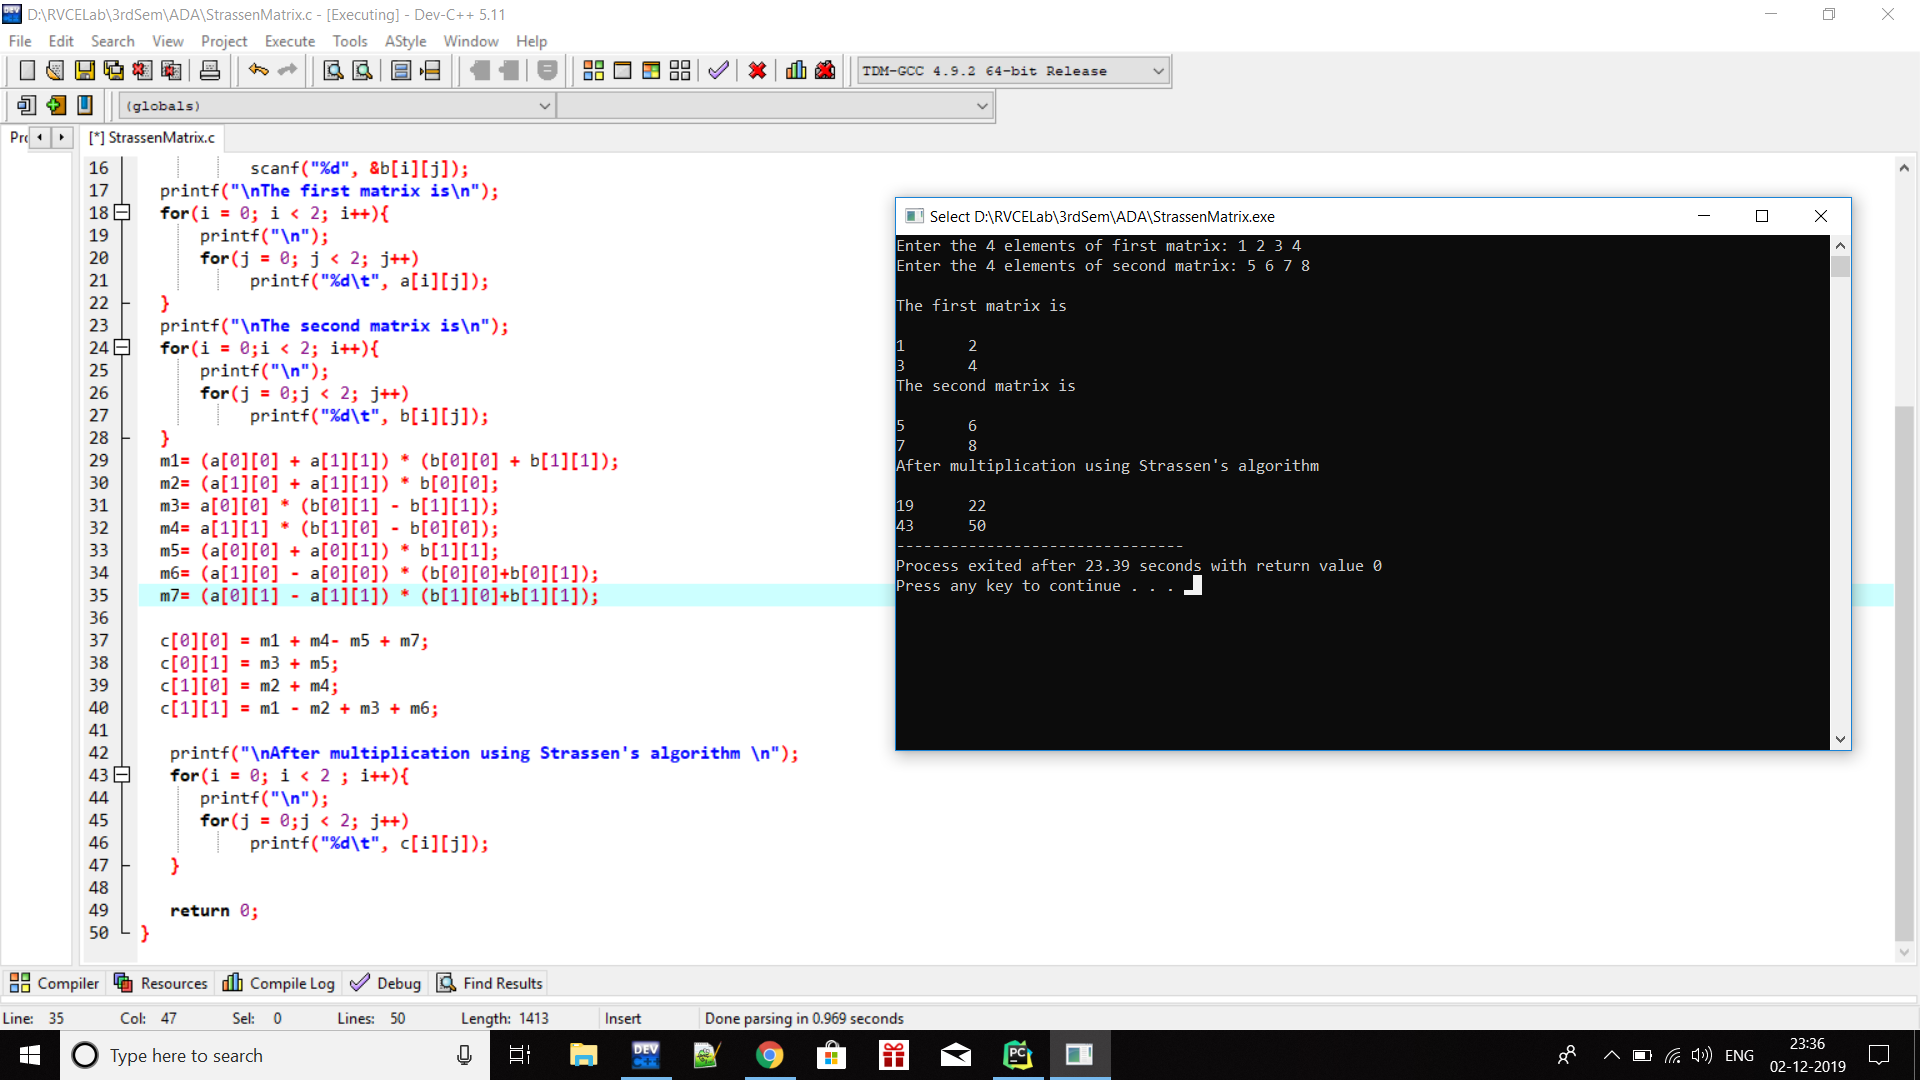 D:\RVCELab\3rdSem\ADA\StrassenMatrix.c - [Executing] - Dev-C++ 5.11
File Edit Search View Project Execute Tools AStyle Window Help
TDM-GCC 4.9.2 64-bit Release
(globals)
[*] StrassenMatrix.c
16 scanf("%d", &b[i][j]);
17 printf("\nThe first matrix is\n");
18 for(i = 0; i < 2; i++){
19 printf("\n");
20 for(j = 0; j < 2; j++)
21 printf("%d\t", a[i][j]);
22 }
23 printf("\nThe second matrix is\n");
24 for(i = 0;i < 2; i++){
25 printf("\n");
26 for(j = 0;j < 2; j++)
27 printf("%d\t", b[i][j]);
28 }
29 m1= (a[0][0] + a[1][1]) * (b[0][0] + b[1][1]);
30 m2= (a[1][0] + a[1][1]) * b[0][0];
31 m3= a[0][0] * (b[0][1] - b[1][1]);
32 m4= a[1][1] * (b[1][0] - b[0][0]);
33 m5= (a[0][0] + a[0][1]) * b[1][1];
34 m6= (a[1][0] - a[0][0]) * (b[0][0]+b[0][1]);
35 m7= (a[0][1] - a[1][1]) * (b[1][0]+b[1][1]);
36
37 c[0][0] = m1 + m4- m5 + m7;
38 c[0][1] = m3 + m5;
39 c[1][0] = m2 + m4;
40 c[1][1] = m1 - m2 + m3 + m6;
41
42 printf("\nAfter multiplication using Strassen's algorithm \n");
43 for(i = 0; i < 2 ; i++){
44 printf("\n");
45 for(j = 0;j < 2; j++)
46 printf("%d\t", c[i][j]);
47 }
48
49 return 0;
50 }
Select D:\RVCELab\3rdSem\ADA\StrassenMatrix.exe
Enter the 4 elements of first matrix: 1 2 3 4
Enter the 4 elements of second matrix: 5 6 7 8
The first matrix is
1 2
3 4
The second matrix is
5 6
7 8
After multiplication using Strassen's algorithm
19 22
43 50
--------------------------------
Process exited after 23.39 seconds with return value 0
Press any key to continue . . .
Compiler Resources Compile Log Debug Find Results
Line: 35 Col: 47 Sel: 0 Lines: 50 Length: 1413 Insert Done parsing in 0.969 seconds
Type here to search
DEV C++
PC
ENG
23:36
02-12-2019